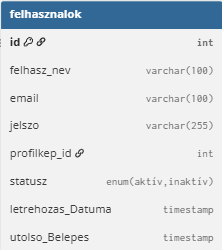 felhasznalok
id int
felhasz_nev varchar(100)
email varchar(100)
jelszo varchar(255)
profilkep_id int
statusz enum(aktív,inaktív)
letrehozas_Datuma timestamp
utolso_Belepes timestamp